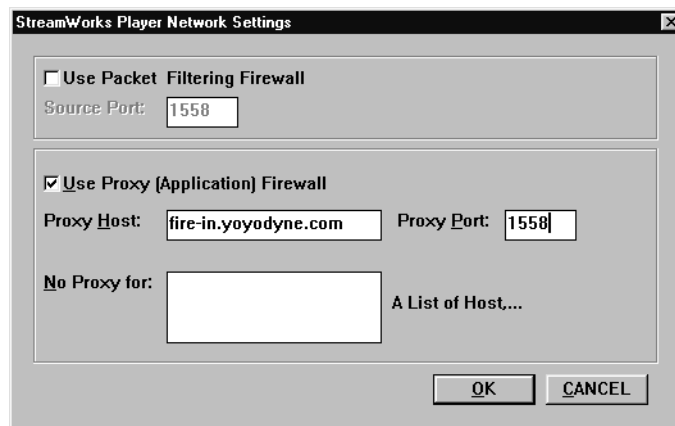 StreamWorks Player Network Settings
Use Packet Filtering Firewall
Source Port: 1558
Use Proxy (Application) Firewall
Proxy Host: fire-in.yoyodyne.com Proxy Port: 1558
No Proxy for: A List of Host,...
OK CANCEL